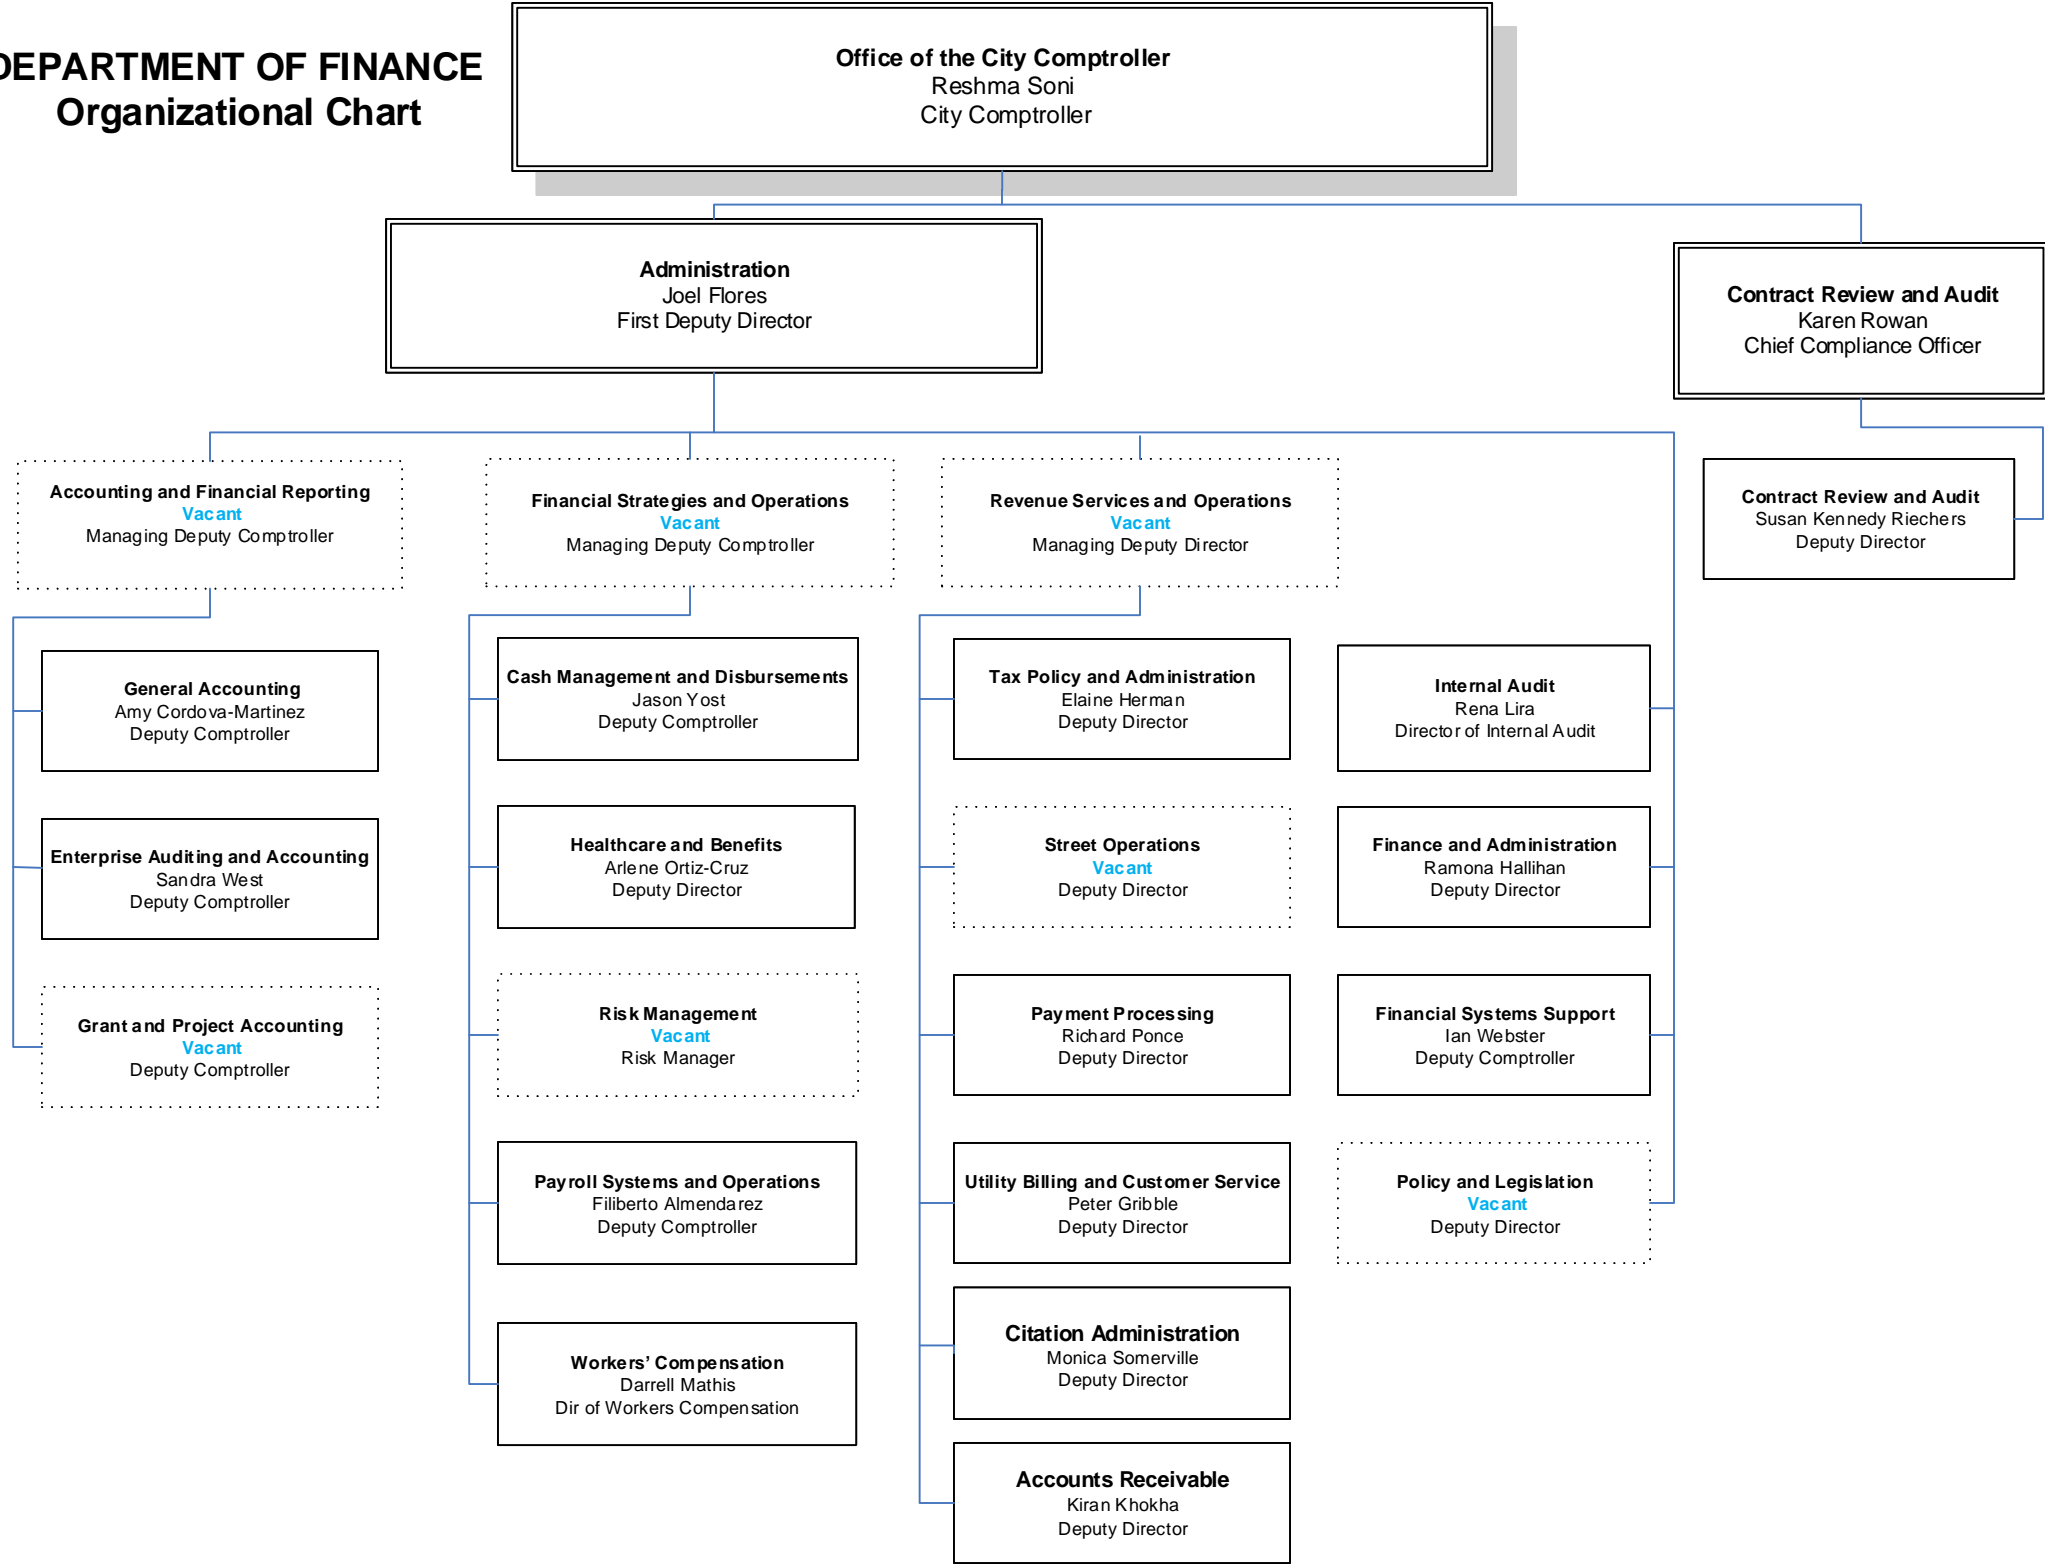 DEPARTMENT OF FINANCE
Organizational Chart
Office of the City Comptroller
Reshma Soni
City Comptroller
Administration
Joel Flores
First Deputy Director
Contract Review and Audit
Karen Rowan
Chief Compliance Officer
Accounting and Financial Reporting
Vacant
Managing Deputy Comptroller
Financial Strategies and Operations
Vacant
Managing Deputy Comptroller
Revenue Services and Operations
Vacant
Managing Deputy Director
Contract Review and Audit
Susan Kennedy Riechers
Deputy Director
General Accounting
Amy Cordova-Martinez
Deputy Comptroller
Enterprise Auditing and Accounting
Sandra West
Deputy Comptroller
Grant and Project Accounting
Vacant
Deputy Comptroller
Cash Management and Disbursements
Jason Yost
Deputy Comptroller
Healthcare and Benefits
Arlene Ortiz-Cruz
Deputy Director
Risk Management
Vacant
Risk Manager
Payroll Systems and Operations
Filiberto Almendarez
Deputy Comptroller
Workers’ Compensation
Darrell Mathis
Dir of Workers Compensation
Tax Policy and Administration
Elaine Herman
Deputy Director
Street Operations
Vacant
Deputy Director
Payment Processing
Richard Ponce
Deputy Director
Utility Billing and Customer Service
Peter Gribble
Deputy Director
Citation Administration
Monica Somerville
Deputy Director
Accounts Receivable
Kiran Khokha
Deputy Director
Internal Audit
Rena Lira
Director of Internal Audit
Finance and Administration
Ramona Hallihan
Deputy Director
Financial Systems Support
Ian Webster
Deputy Comptroller
Policy and Legislation
Vacant
Deputy Director